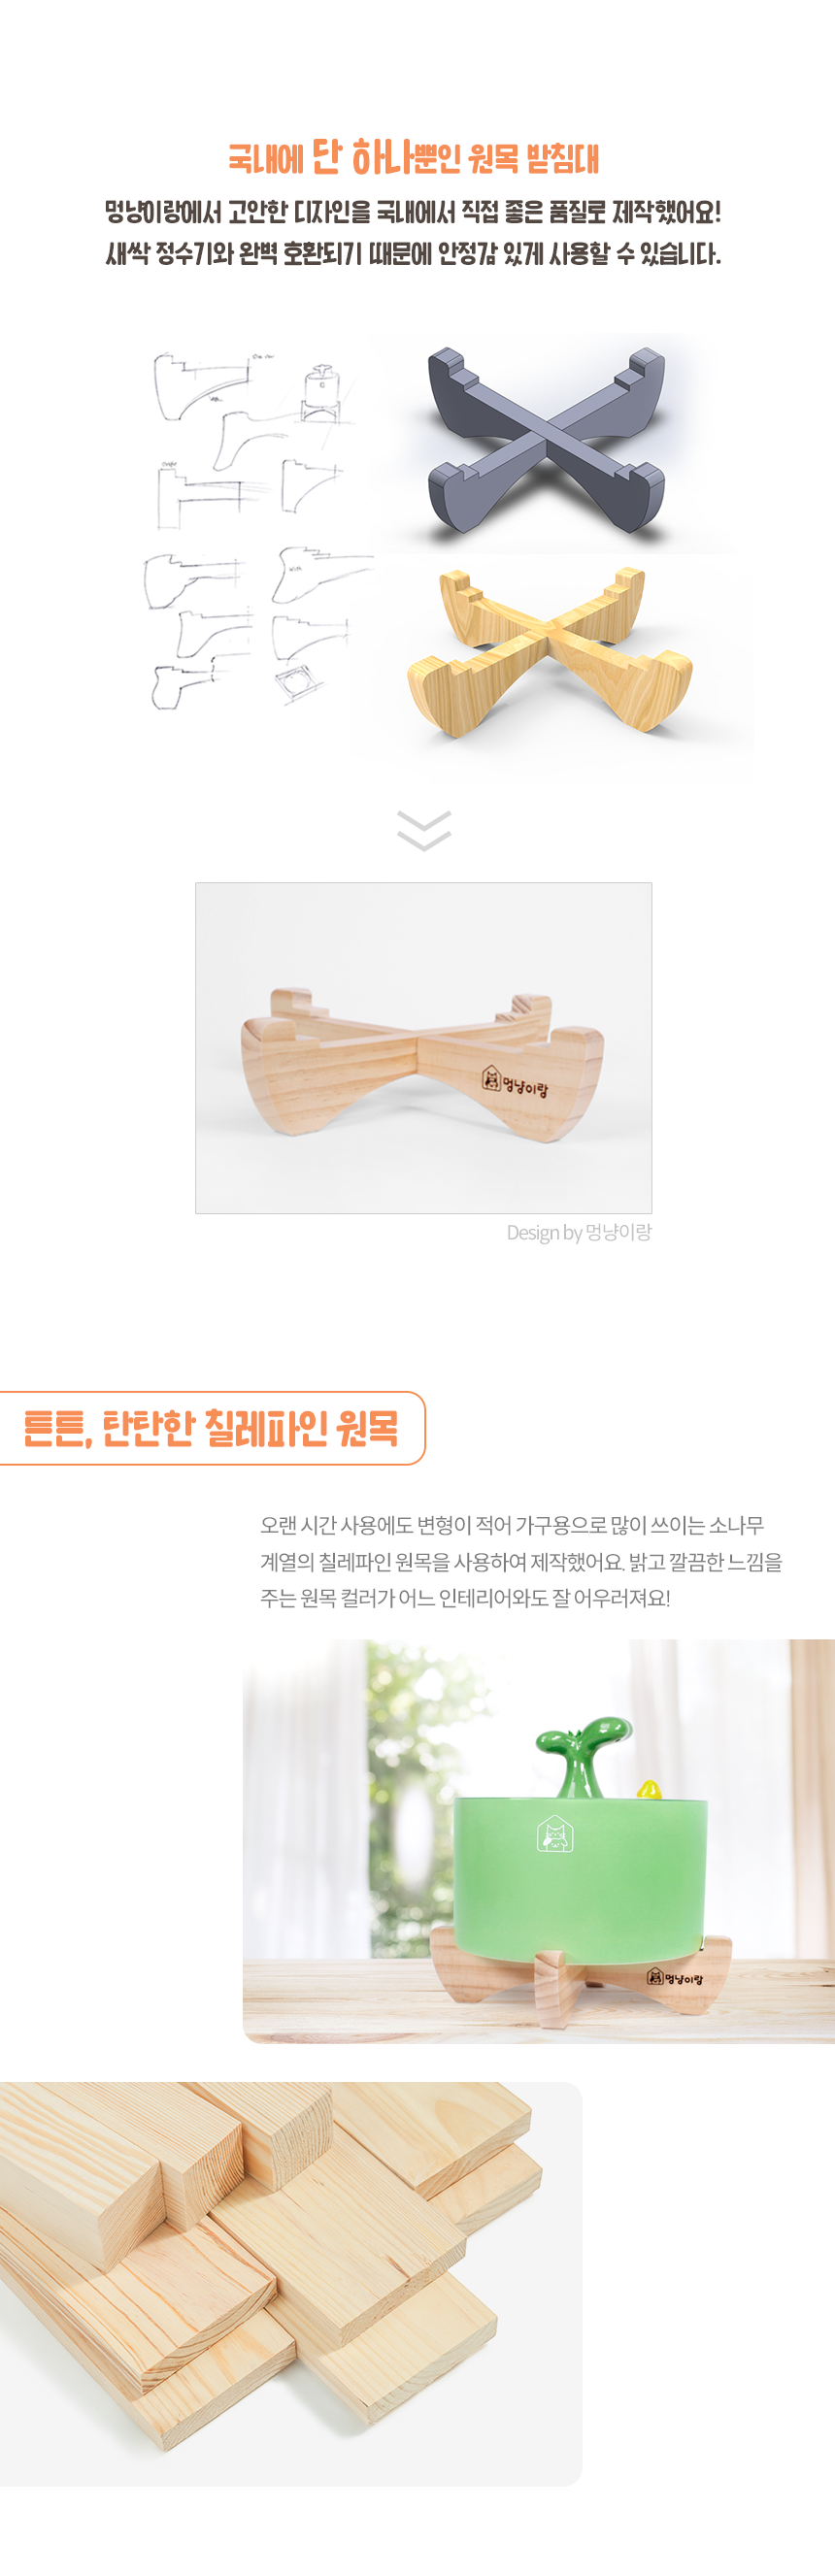 국내에 단 하나뿐인 원목 받침대
멍냥이랑에서 고안한 디자인을 국내에서 직접 좋은 품질로 제작했어요!
새싹 정수기와 완벽 호환되기 때문에 안정감 있게 사용할 수 있습니다.
멍냥이랑
Design by 멍냥이랑
튼튼, 탄탄한 칠레파인 원목
오랜 시간 사용에도 변형이 적어 가구용으로 많이 쓰이는 소나무
계열의 칠레파인 원목을 사용하여 제작했어요. 밝고 깔끔한 느낌을
주는 원목 컬러가 어느 인테리어와도 잘 어우러져요!
멍냥이랑